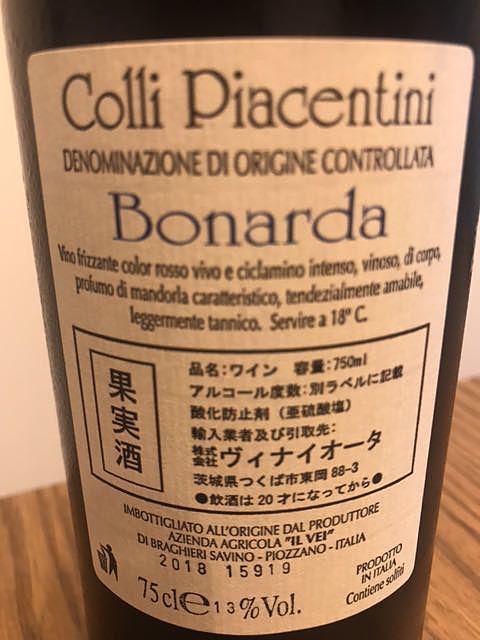 Colli Piacentini
DENOMINAZIONE DI ORIGINE CONTROLLATA
Bonarda
Vino frizzante color rosso vivo e ciclamino intenso, vinoso, di corpo,
profumo di mandorla caratteristico, tendezialmente amabile,
leggermente tannico. Servire a 18° C.
果実酒
品名:ワイン 容量:750ml
アルコール度数:別ラベルに記載
酸化防止剤(亜硫酸塩)
輸入業者及び引取先:
株式会社 ヴィナイオータ
茨城県つくば市東岡 88-3
●飲酒は 20 才になってから●
IMBOTTIGLIATO ALL'ORIGINE DAL PRODUTTORE
AZIENDA AGRICOLA "IL VEI"
DI BRAGHIERI SAVINO - PIOZZANO - ITALIA
2018 15919
75cl e 13%Vol.
PRODOTTO
IN ITALIA
Contiene solfiti